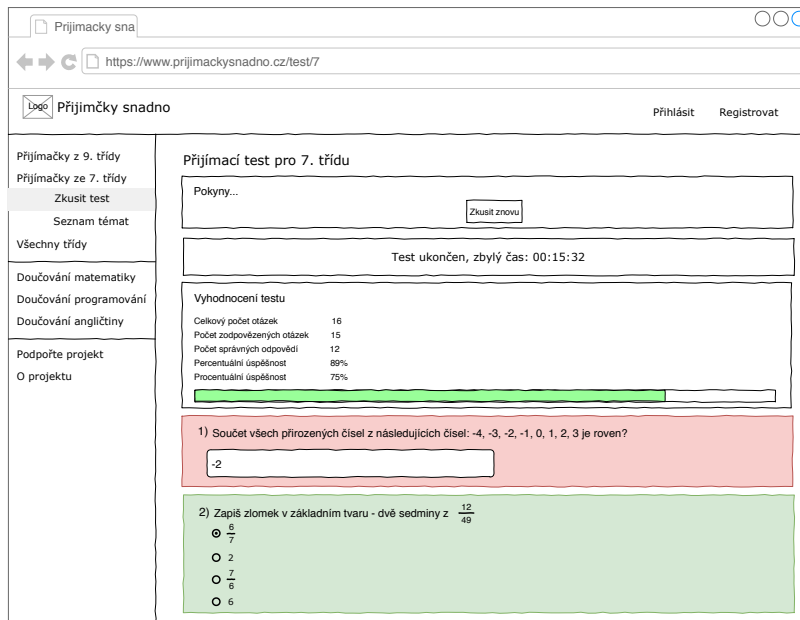 Prijimacky sna
https://www.prijimackysnadno.cz/test/7
Logo Přijimčky snadno
Přihlásit Registrovat
Přijímačky z 9. třídy
Přijímačky ze 7. třídy
Zkusit test
Seznam témat
Všechny třídy
Doučování matematiky
Doučování programování
Doučování angličtiny
Podpořte projekt
O projektu
Přijímací test pro 7. třídu
Pokyny...
Zkusit znovu
Test ukončen, zbylý čas: 00:15:32
Vyhodnocení testu
Celkový počet otázek 16
Počet zodpovězených otázek 15
Počet správných odpovědí 12
Percentuální úspěšnost 89%
Procentuální úspěšnost 75%
1) Součet všech přirozených čísel z následujících čísel: -4, -3, -2, -1, 0, 1, 2, 3 je roven?
-2
2) Zapiš zlomek v základním tvaru - dvě sedminy z 12/49
6/7
2
7/6
6